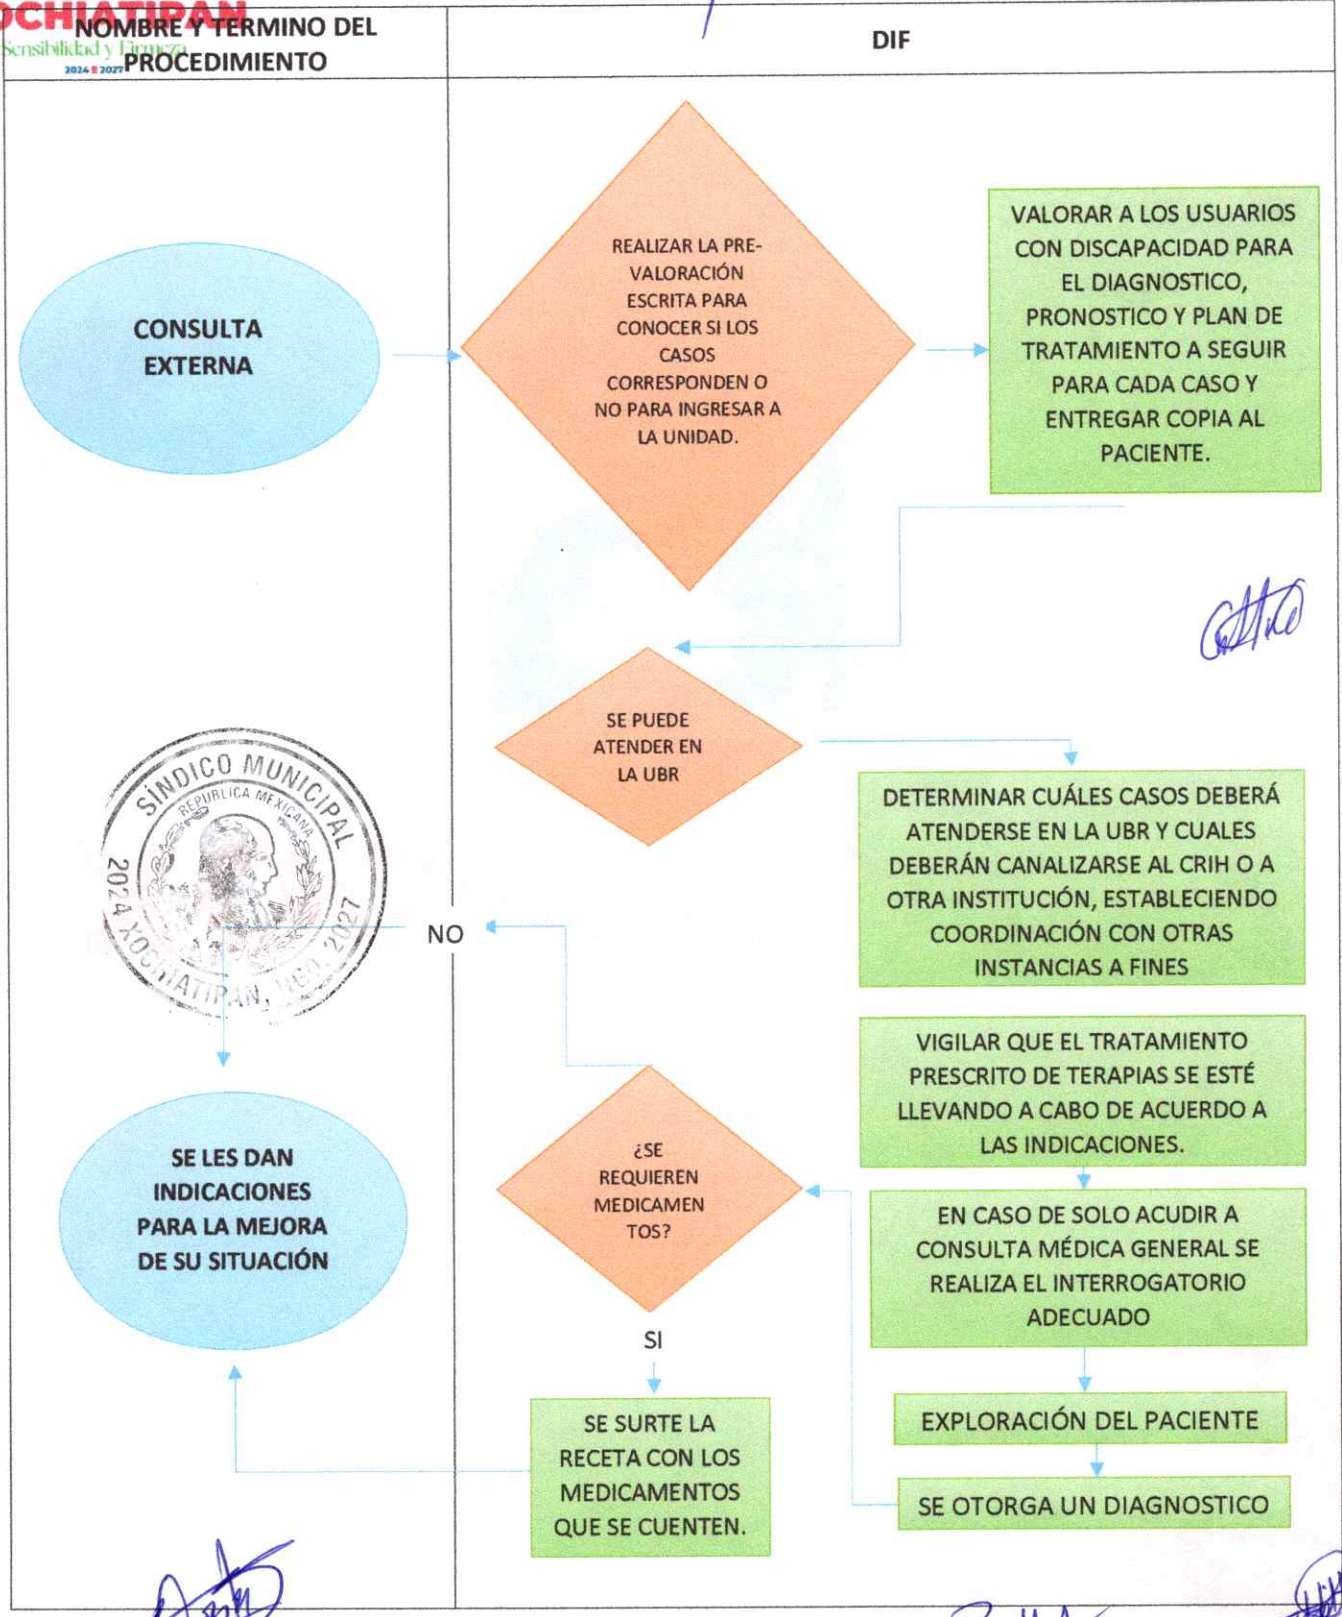 OCHIATIPAN
Sensibilidad y Firmeza
2024 2027
NOMBRE Y TERMINO DEL
PROCEDIMIENTO
DIF
CONSULTA
EXTERNA
REALIZAR LA PRE-
VALORACIÓN
ESCRITA PARA
CONOCER SI LOS
CASOS
CORRESPONDEN O
NO PARA INGRESAR A
LA UNIDAD.
VALORAR A LOS USUARIOS
CON DISCAPACIDAD PARA
EL DIAGNOSTICO,
PRONOSTICO Y PLAN DE
TRATAMIENTO A SEGUIR
PARA CADA CASO Y
ENTREGAR COPIA AL
PACIENTE.
SE PUEDE
ATENDER EN
LA UBR
DETERMINAR CUÁLES CASOS DEBERÁ
ATENDERSE EN LA UBR Y CUALES
DEBERÁN CANALIZARSE AL CRIH O A
OTRA INSTITUCÓN, ESTABLECIENDO
COORDINACIÓN CON OTRAS
INSTANCIAS A FINES
SÍNDICO MUNICIPAL
REPUBLICA MEXICANA
2024 XOCHIATIPAN, HGO. 2027
NO
VIGILAR QUE EL TRATAMIENTO
PRESCRITO DE TERAPIAS SE ESTÉ
LLEVANDO A CABO DE ACUERDO A
LAS INDICACIONES.
SE LES DAN
INDICACIONES
PARA LA MEJORA
DE SU SITUACIÓN
¿SE
REQUIEREN
MEDICAMEN
TOS?
EN CASO DE SOLO ACUDIR A
CONSULTA MÉDICA GENERAL SE
REALIZA EL INTERROGATORIO
ADECUADO
SI
EXPLORACIÓN DEL PACIENTE
SE SURTE LA
RECETA CON LOS
MEDICAMENTOS
QUE SE CUENTEN.
SE OTORGA UN DIAGNOSTICO